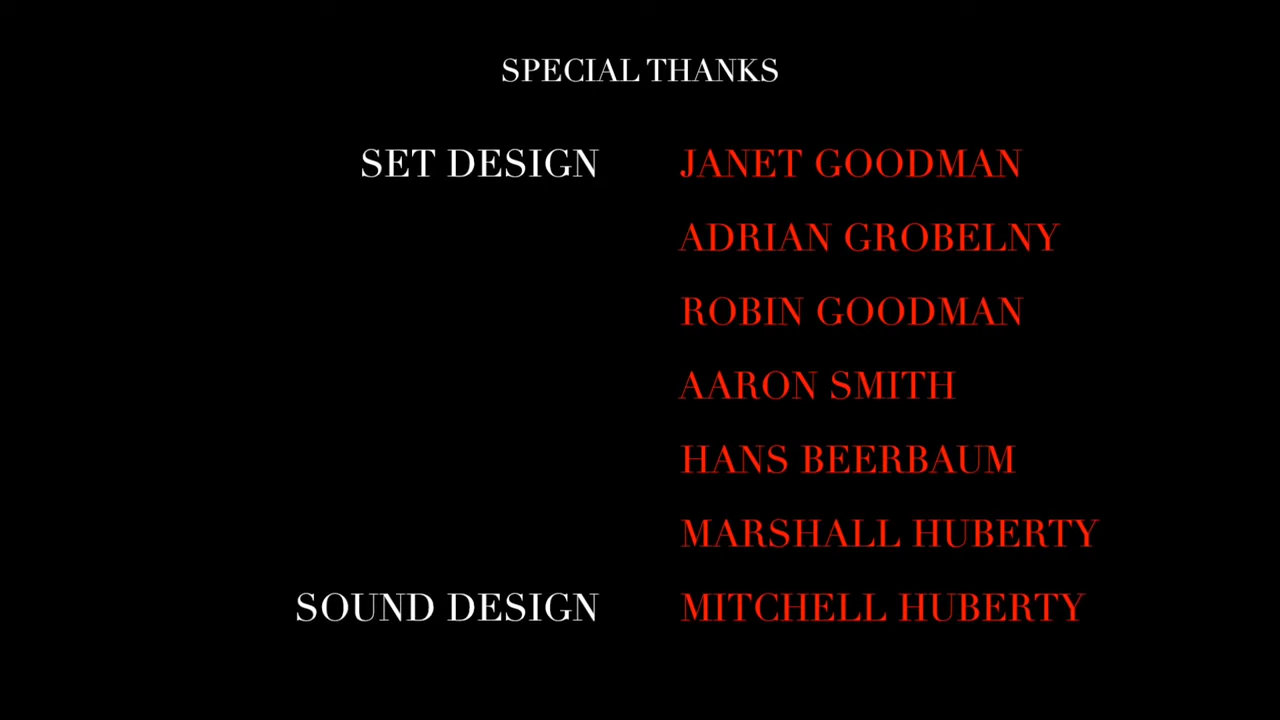 SPECIAL THANKS
SET DESIGN JANET GOODMAN
ADRIAN GROBELNY
ROBIN GOODMAN
AARON SMITH
HANS BEERBAUM
MARSHALL HUBERTY
SOUND DESIGN MITCHELL HUBERTY